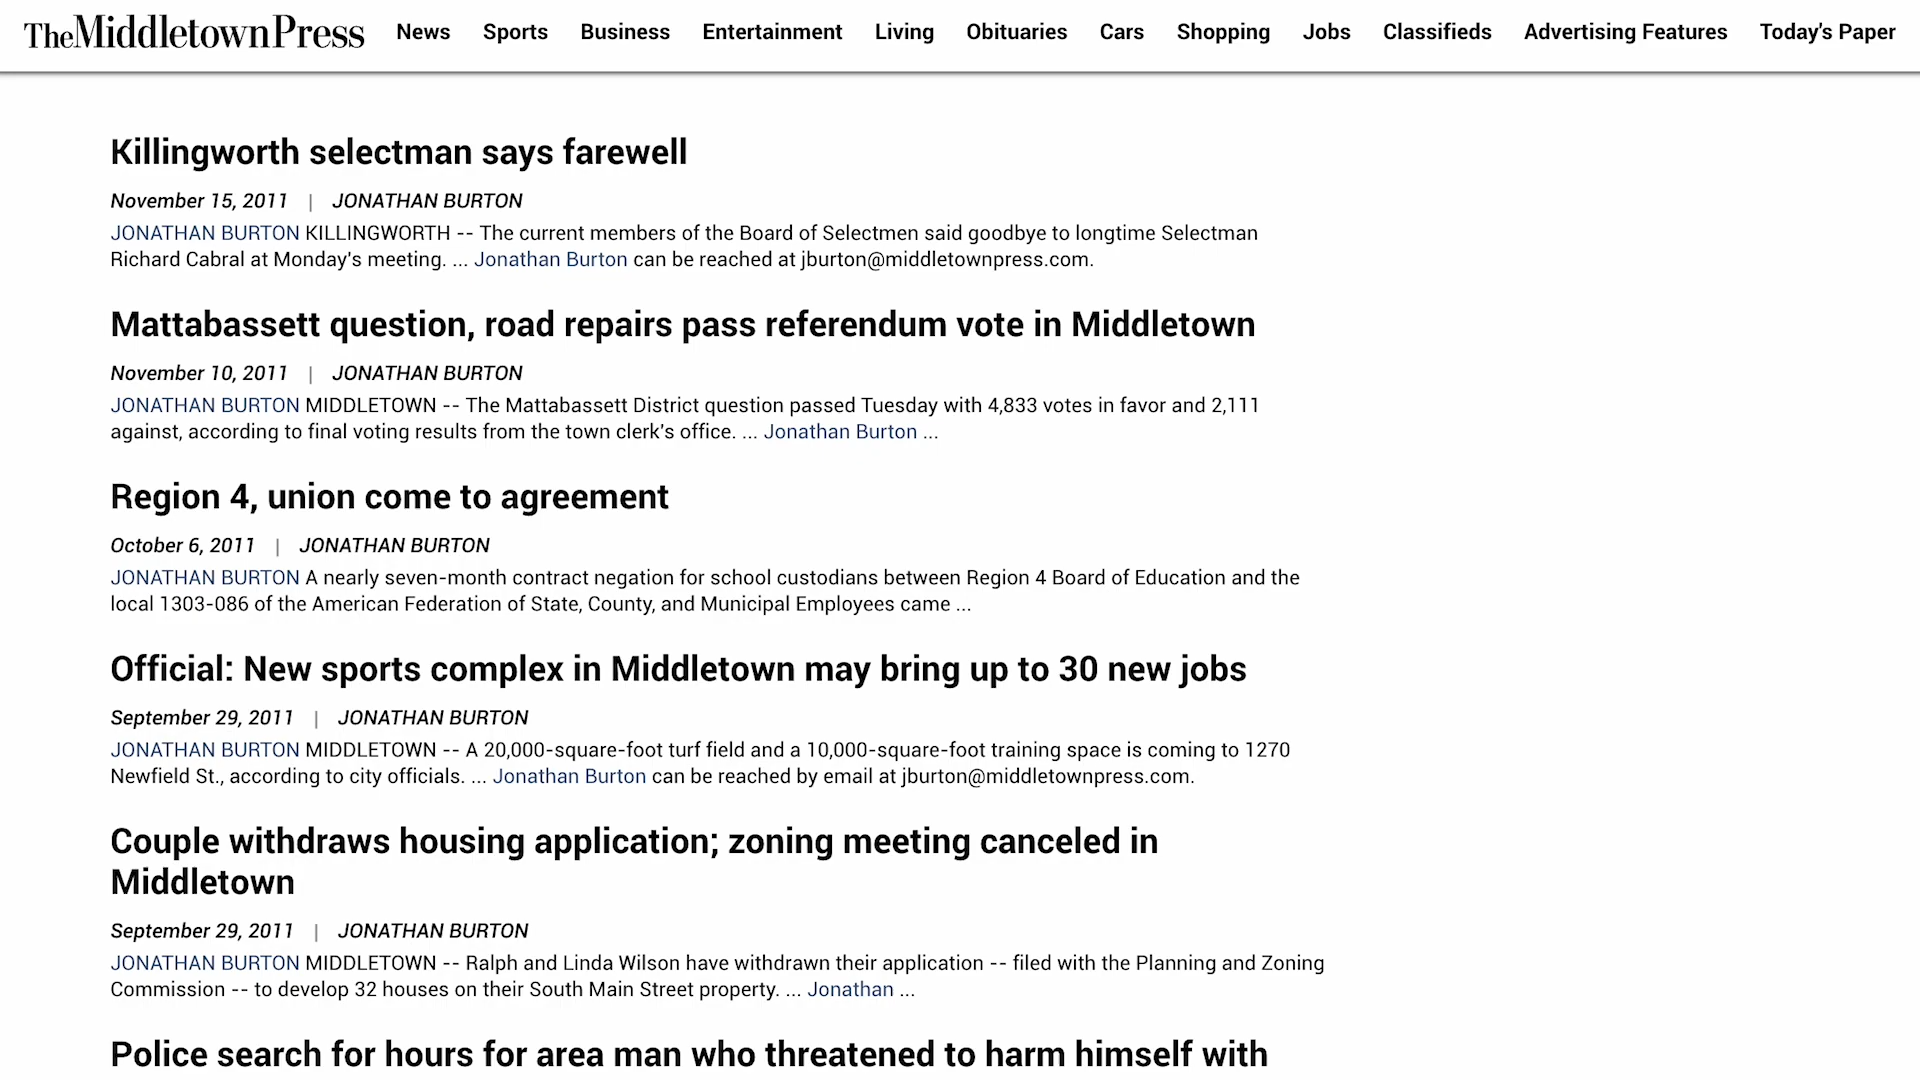 TheMiddletownPress News Sports Business Entertainment Living Obituaries Cars Shopping Jobs Classifieds Advertising Features Today's Paper
Killingworth selectman says farewell
November 15, 2011 | JONATHAN BURTON
JONATHAN BURTON KILLINGWORTH -- The current members of the Board of Selectmen said goodbye to longtime Selectman
Richard Cabral at Monday's meeting. ... Jonathan Burton can be reached at jburton@middletownpress.com.
Mattabassett question, road repairs pass referendum vote in Middletown
November 10, 2011 | JONATHAN BURTON
JONATHAN BURTON MIDDLETOWN -- The Mattabassett District question passed Tuesday with 4,833 votes in favor and 2,111
against, according to final voting results from the town clerk's office. ... Jonathan Burton ...
Region 4, union come to agreement
October 6, 2011 | JONATHAN BURTON
JONATHAN BURTON A nearly seven-month contract negation for school custodians between Region 4 Board of Education and the
local 1303-086 of the American Federation of State, County, and Municipal Employees came ...
Official: New sports complex in Middletown may bring up to 30 new jobs
September 29, 2011 | JONATHAN BURTON
JONATHAN BURTON MIDDLETOWN -- A 20,000-square-foot turf field and a 10,000-square-foot training space is coming to 1270
Newfield St., according to city officials. ... Jonathan Burton can be reached by email at jburton@middletownpress.com.
Couple withdraws housing application; zoning meeting canceled in
Middletown
September 29, 2011 | JONATHAN BURTON
JONATHAN BURTON MIDDLETOWN -- Ralph and Linda Wilson have withdrawn their application -- filed with the Planning and Zoning
Commission -- to develop 32 houses on their South Main Street property. ... Jonathan ...
Police search for hours for area man who threatened to harm himself with